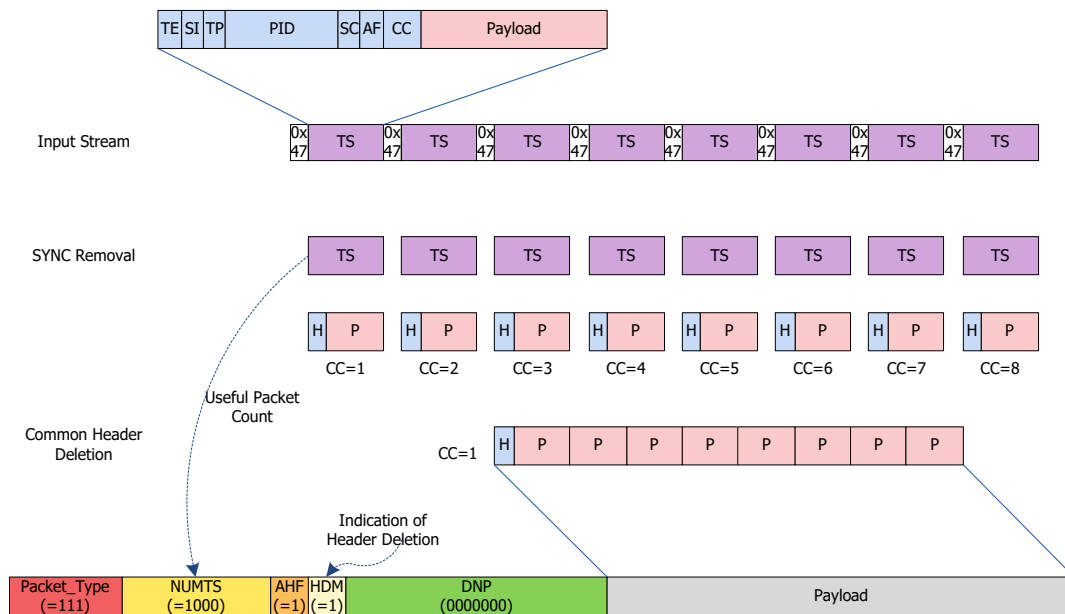 TE SI TP PID SC AF CC Payload
Input Stream
0x
47
TS
0x
47
TS
0x
47
TS
0x
47
TS
0x
47
TS
0x
47
TS
0x
47
TS
0x
47
TS
SYNC Removal
TS TS TS TS TS TS TS TS
H P H P H P H P H P H P H P H P
CC=1 CC=2 CC=3 CC=4 CC=5 CC=6 CC=7 CC=8
Useful Packet
Count
Common Header
Deletion
CC=1
H P P P P P P P P
Indication of
Header Deletion
Packet_Type
(=111)
NUMTS
(=1000)
AHF
(=1)
HDM
(=1)
DNP
(0000000)
Payload